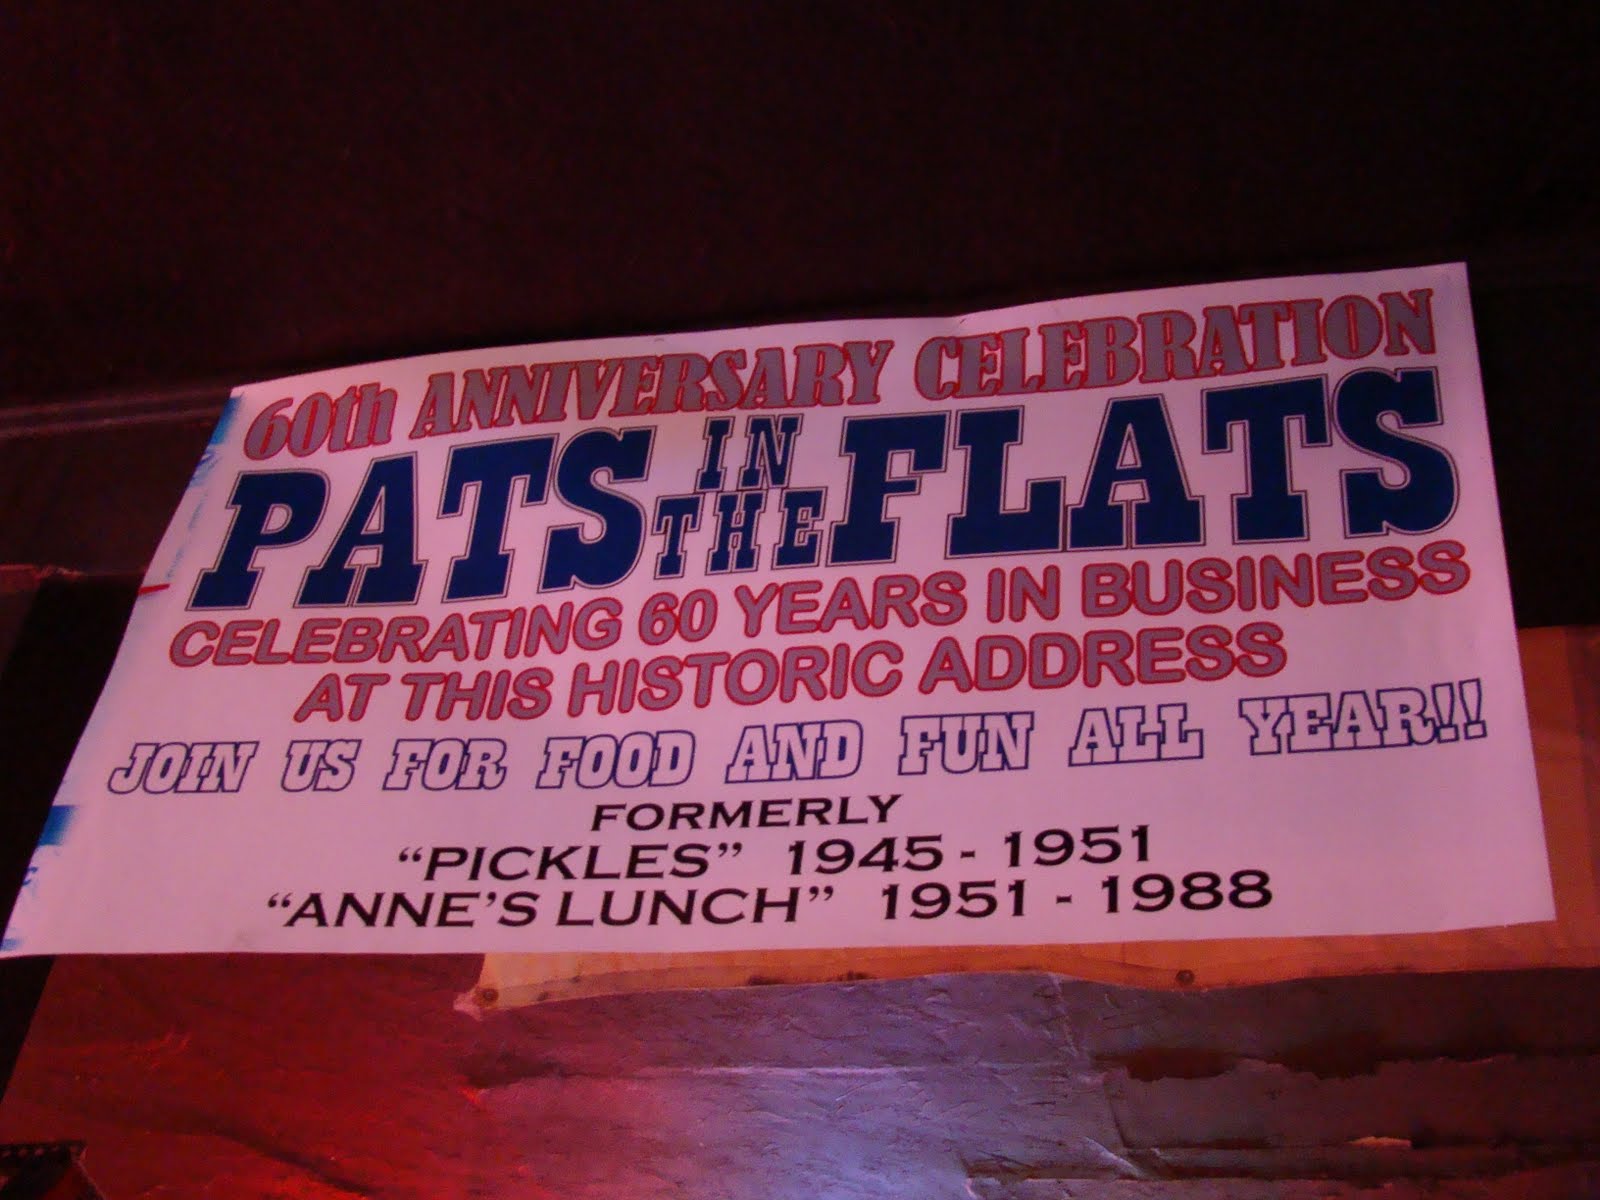 60th ANNIVERSARY CELEBRATION
PATS IN THE FLATS
CELEBRATING 60 YEARS IN BUSINESS
AT THIS HISTORIC ADDRESS
JOIN US FOR FOOD AND FUN ALL YEAR!!
FORMERLY
“PICKLES” 1945 - 1951
“ANNE’S LUNCH” 1951 - 1988